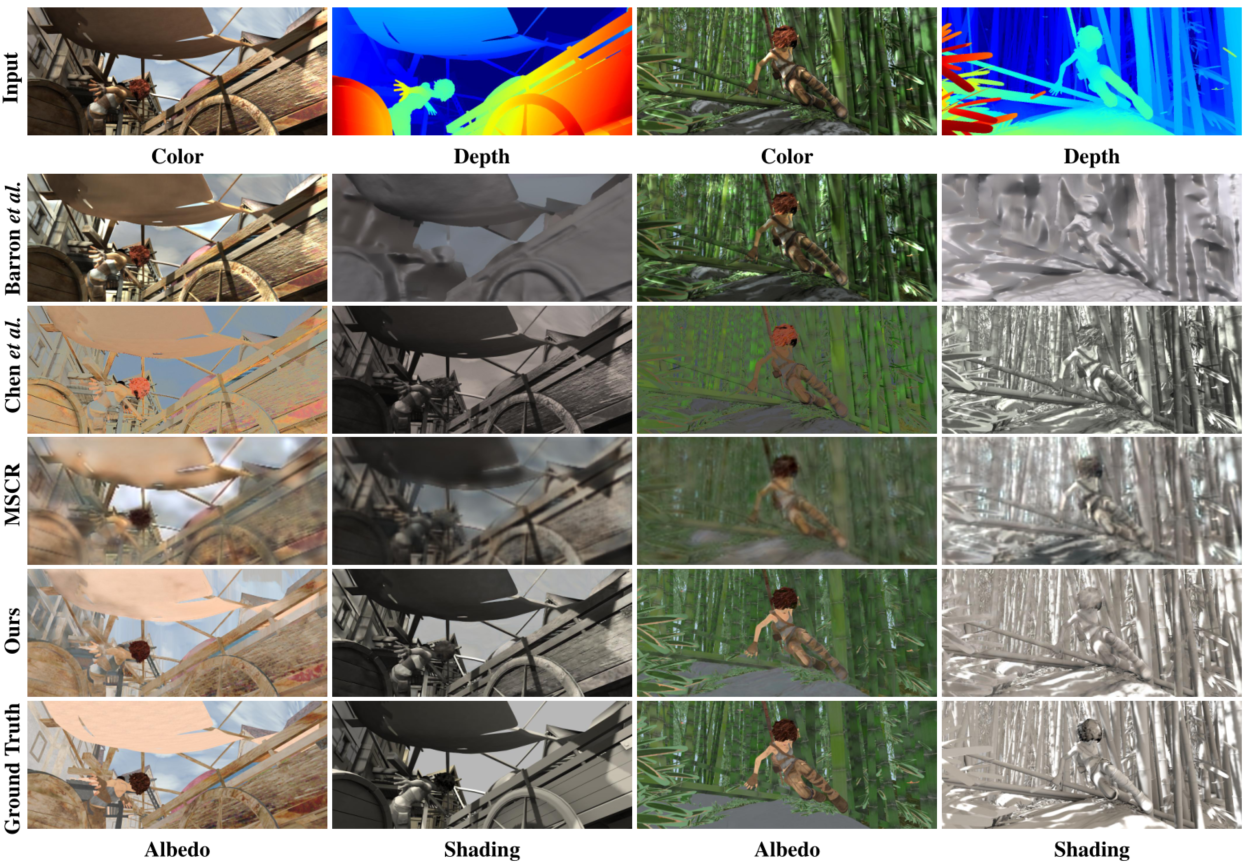 Input
Color Depth Color Depth
Barron et al.
Chen et al.
MSCR
Ours
Ground Truth
Albedo Shading Albedo Shading